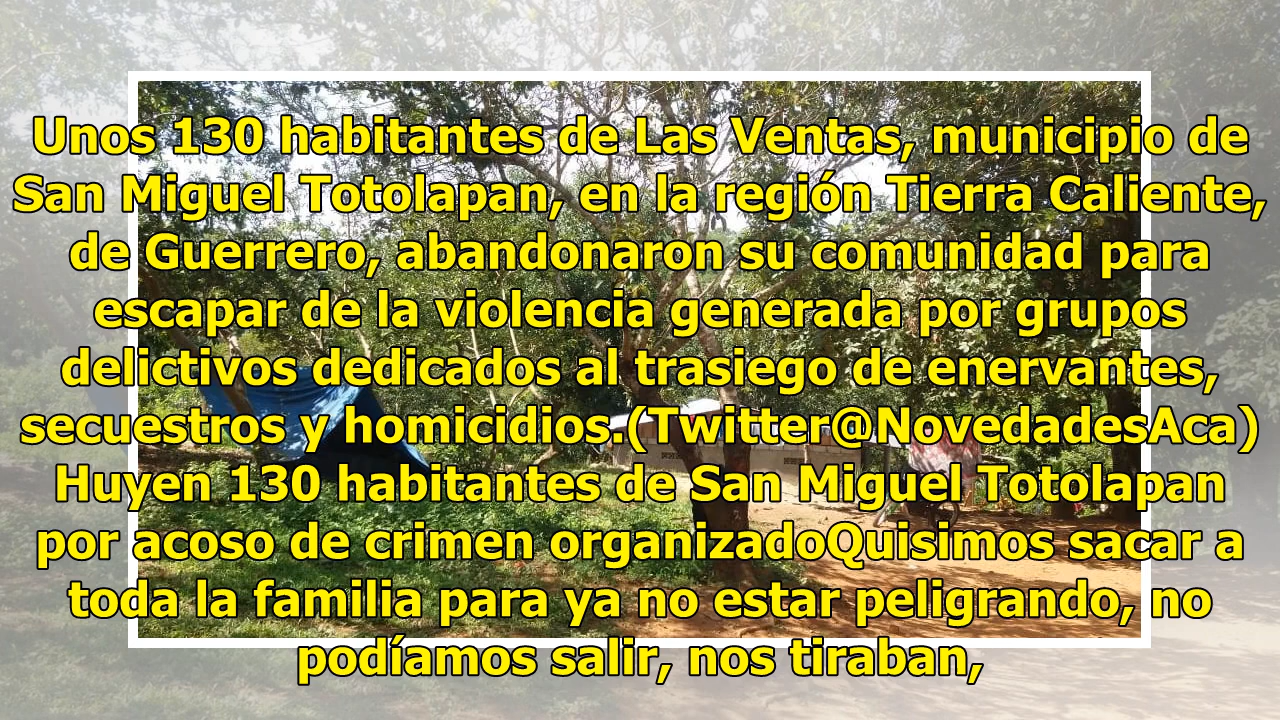 Unos 130 habitantes de Las Ventas, municipio de
San Miguel Totolapan, en la región Tierra Caliente,
de Guerrero, abandonaron su comunidad para
escapar de la violencia generada por grupos
delictivos dedicados al trasiego de enervantes,
secuestros y homicidios.(Twitter@NovedadesAca)
Huyen 130 habitantes de San Miguel Totolapan
por acoso de crimen organizadoQuisimos sacar a
toda la familia para ya no estar peligrando, no
podíamos salir, nos tiraban,